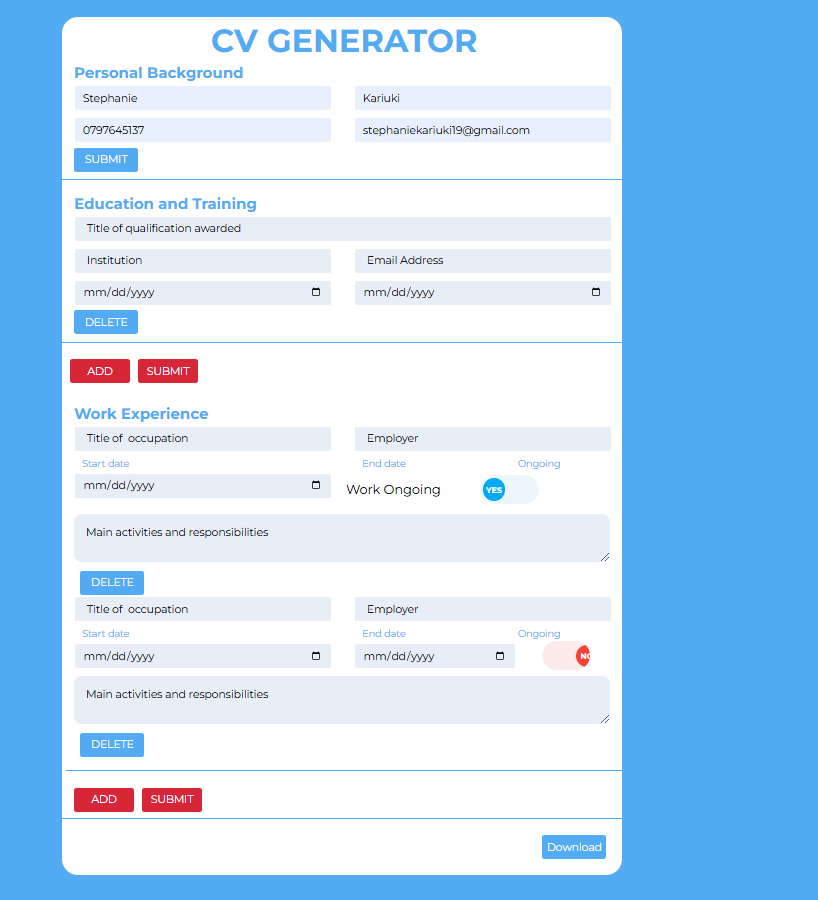 CV GENERATOR
Personal Background
Stephanie Kariuki
0797645137 stephaniekariuki19@gmail.com
SUBMIT
Education and Training
Title of qualification awarded
Institution Email Address
mm/dd/yyyy mm/dd/yyyy
DELETE
ADD SUBMIT
Work Experience
Title of occupation Employer
Start date End date Ongoing
mm/dd/yyyy Work Ongoing YES
Main activities and responsibilities
DELETE
Title of occupation Employer
Start date End date Ongoing
mm/dd/yyyy mm/dd/yyyy NO
Main activities and responsibilities
DELETE
ADD SUBMIT
Download